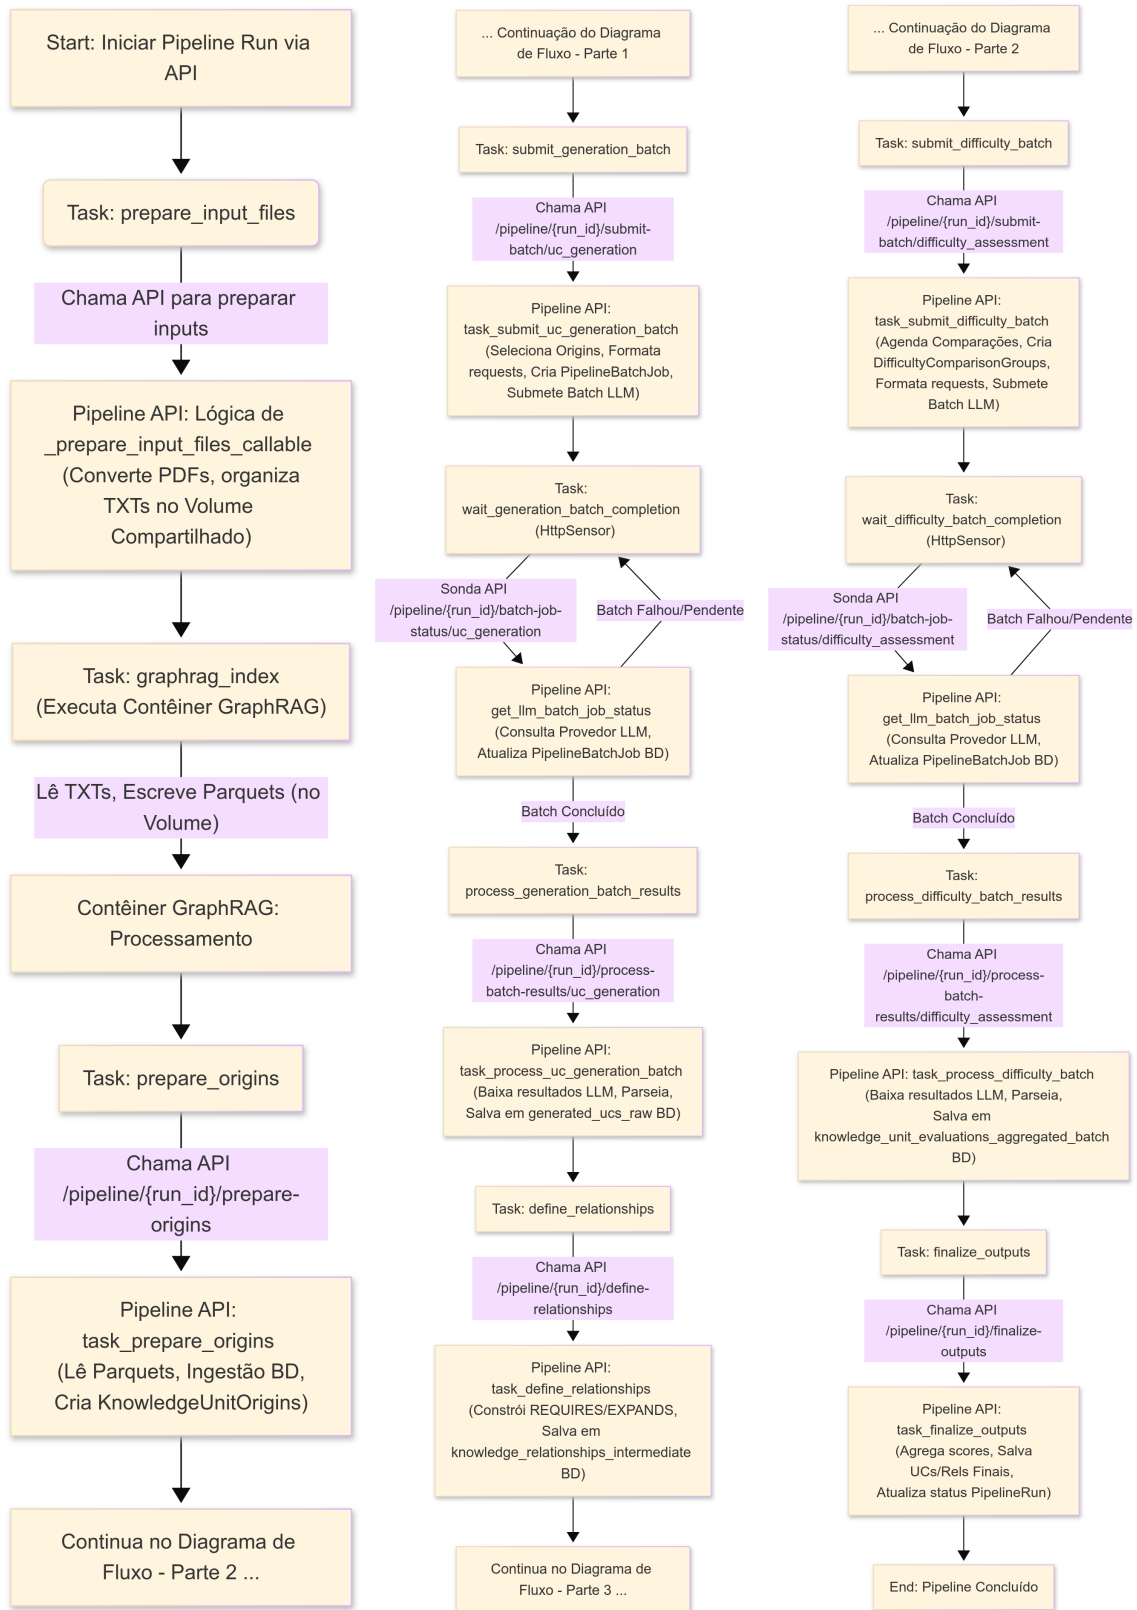 Start: Iniciar Pipeline Run via
API
Task: prepare_input_files
Chama API para preparar
inputs
Pipeline API: Lógica de
_prepare_input_files_callable
(Converte PDFs, organiza
TXTs no Volume
Compartilhado)
Task: graphrag_index
(Executa Contêiner GraphRAG)
Lê TXTs, Escreve Parquets (no
Volume)
Contêiner GraphRAG:
Processamento
Task: prepare_origins
Chama API
/pipeline/{run_id}/prepare-
origins
Pipeline API:
task_prepare_origins
(Lê Parquets, Ingestão BD,
Cria KnowledgeUnitOrigins)
Continua no Diagrama de
Fluxo - Parte 2 ...
... Continuação do Diagrama
de Fluxo - Parte 1
Task: submit_generation_batch
Chama API
/pipeline/{run_id}/submit-
batch/uc_generation
Pipeline API:
task_submit_uc_generation_batch
(Seleciona Origins, Formata
requests, Cria PipelineBatchJob,
Submete Batch LLM)
Task:
wait_generation_batch_completion
(HttpSensor)
Sonda API
/pipeline/{run_id}/batch-job-
status/uc_generation
Batch Falhou/Pendente
Pipeline API:
get_llm_batch_job_status
(Consulta Provedor LLM,
Atualiza PipelineBatchJob BD)
Batch Concluído
Task:
process_generation_batch_results
Chama API
/pipeline/{run_id}/process-
batch-results/uc_generation
Pipeline API:
task_process_uc_generation_batch
(Baixa resultados LLM, Parseia,
Salva em generated_ucs_raw BD)
Task: define_relationships
Chama API
/pipeline/{run_id}/define-
relationships
Pipeline API:
task_define_relationships
(Constrói REQUIRES/EXPANDS,
Salva em
knowledge_relationships_intermediate
BD)
Continua no Diagrama de
Fluxo - Parte 3 ...
... Continuação do Diagrama
de Fluxo - Parte 2
Task: submit_difficulty_batch
Chama API
/pipeline/{run_id}/submit-
batch/difficulty_assessment
Pipeline API:
task_submit_difficulty_batch
(Agenda Comparações, Cria
DifficultyComparisonGroups,
Formata requests, Submete
Batch LLM)
Task:
wait_difficulty_batch_completion
(HttpSensor)
Sonda API
/pipeline/{run_id}/batch-job-
status/difficulty_assessment
Batch Falhou/Pendente
Pipeline API:
get_llm_batch_job_status
(Consulta Provedor LLM,
Atualiza PipelineBatchJob BD)
Batch Concluído
Task:
process_difficulty_batch_results
Chama API
/pipeline/{run_id}/process-
batch-
results/difficulty_assessment
Pipeline API: task_process_difficulty_batch
(Baixa resultados LLM, Parseia,
Salva em
knowledge_unit_evaluations_aggregated_batch
BD)
Task: finalize_outputs
Chama API
/pipeline/{run_id}/finalize-
outputs
Pipeline API:
task_finalize_outputs
(Agrega scores, Salva
UCs/Rels Finais,
Atualiza status PipelineRun)
End: Pipeline Concluído